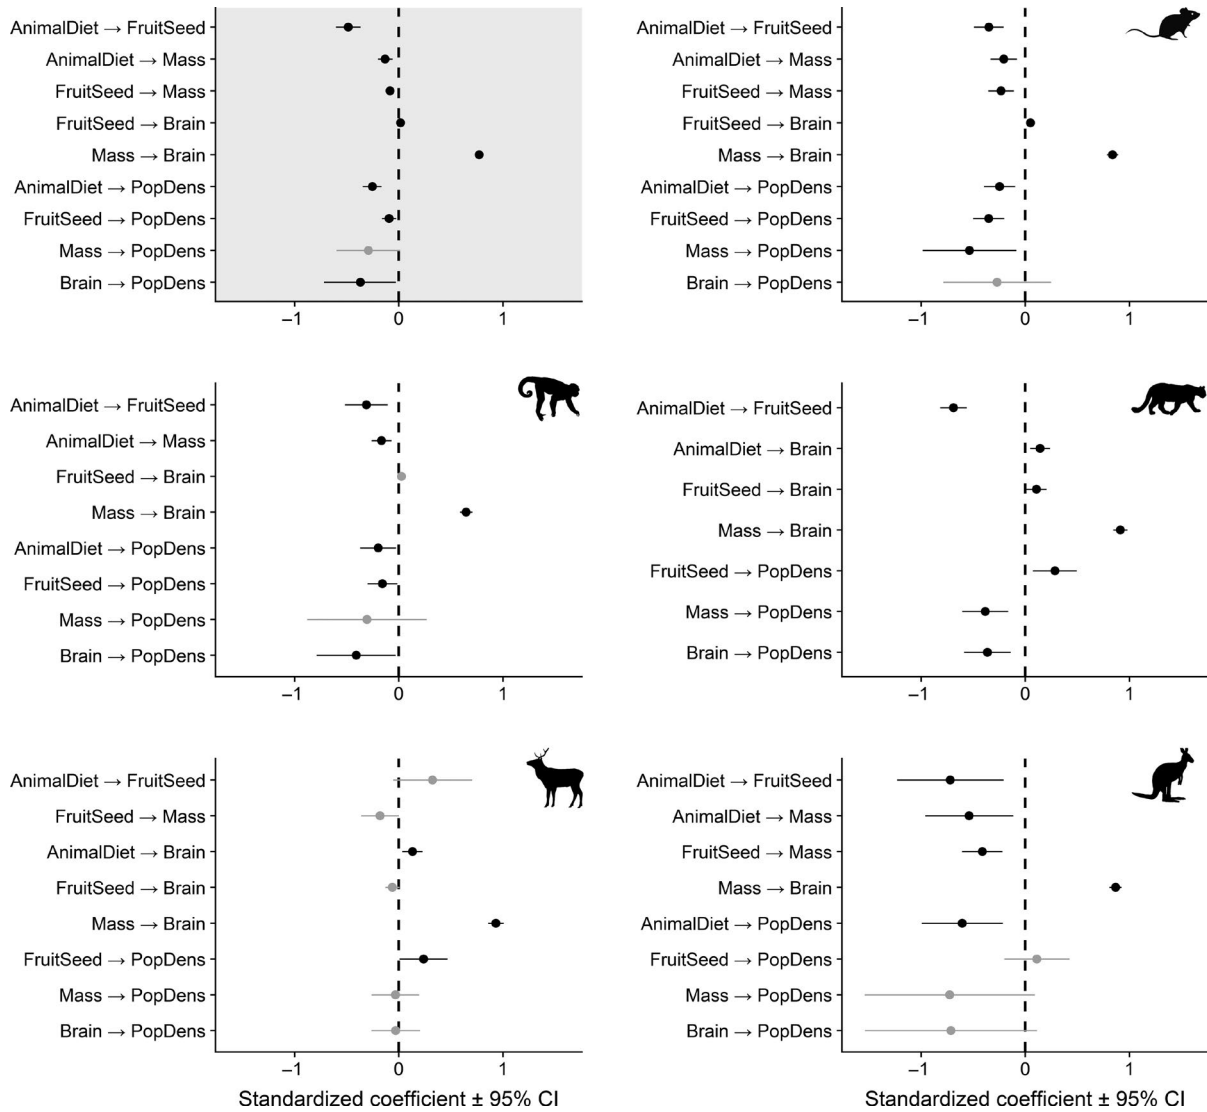 AnimalDiet → FruitSeed
AnimalDiet → Mass
FruitSeed → Mass
FruitSeed → Brain
Mass → Brain
AnimalDiet → PopDens
FruitSeed → PopDens
Mass → PopDens
Brain → PopDens
−1 0 1
AnimalDiet → FruitSeed
AnimalDiet → Mass
FruitSeed → Mass
FruitSeed → Brain
Mass → Brain
AnimalDiet → PopDens
FruitSeed → PopDens
Mass → PopDens
Brain → PopDens
−1 0 1
AnimalDiet → FruitSeed
AnimalDiet → Mass
FruitSeed → Brain
Mass → Brain
AnimalDiet → PopDens
FruitSeed → PopDens
Mass → PopDens
Brain → PopDens
−1 0 1
AnimalDiet → FruitSeed
AnimalDiet → Brain
FruitSeed → Brain
Mass → Brain
FruitSeed → PopDens
Mass → PopDens
Brain → PopDens
−1 0 1
AnimalDiet → FruitSeed
FruitSeed → Mass
AnimalDiet → Brain
FruitSeed → Brain
Mass → Brain
FruitSeed → PopDens
Mass → PopDens
Brain → PopDens
−1 0 1
Standardized coefficient ± 95% CI
AnimalDiet → FruitSeed
AnimalDiet → Mass
FruitSeed → Mass
Mass → Brain
AnimalDiet → PopDens
FruitSeed → PopDens
Mass → PopDens
Brain → PopDens
−1 0 1
Standardized coefficient ± 95% CI